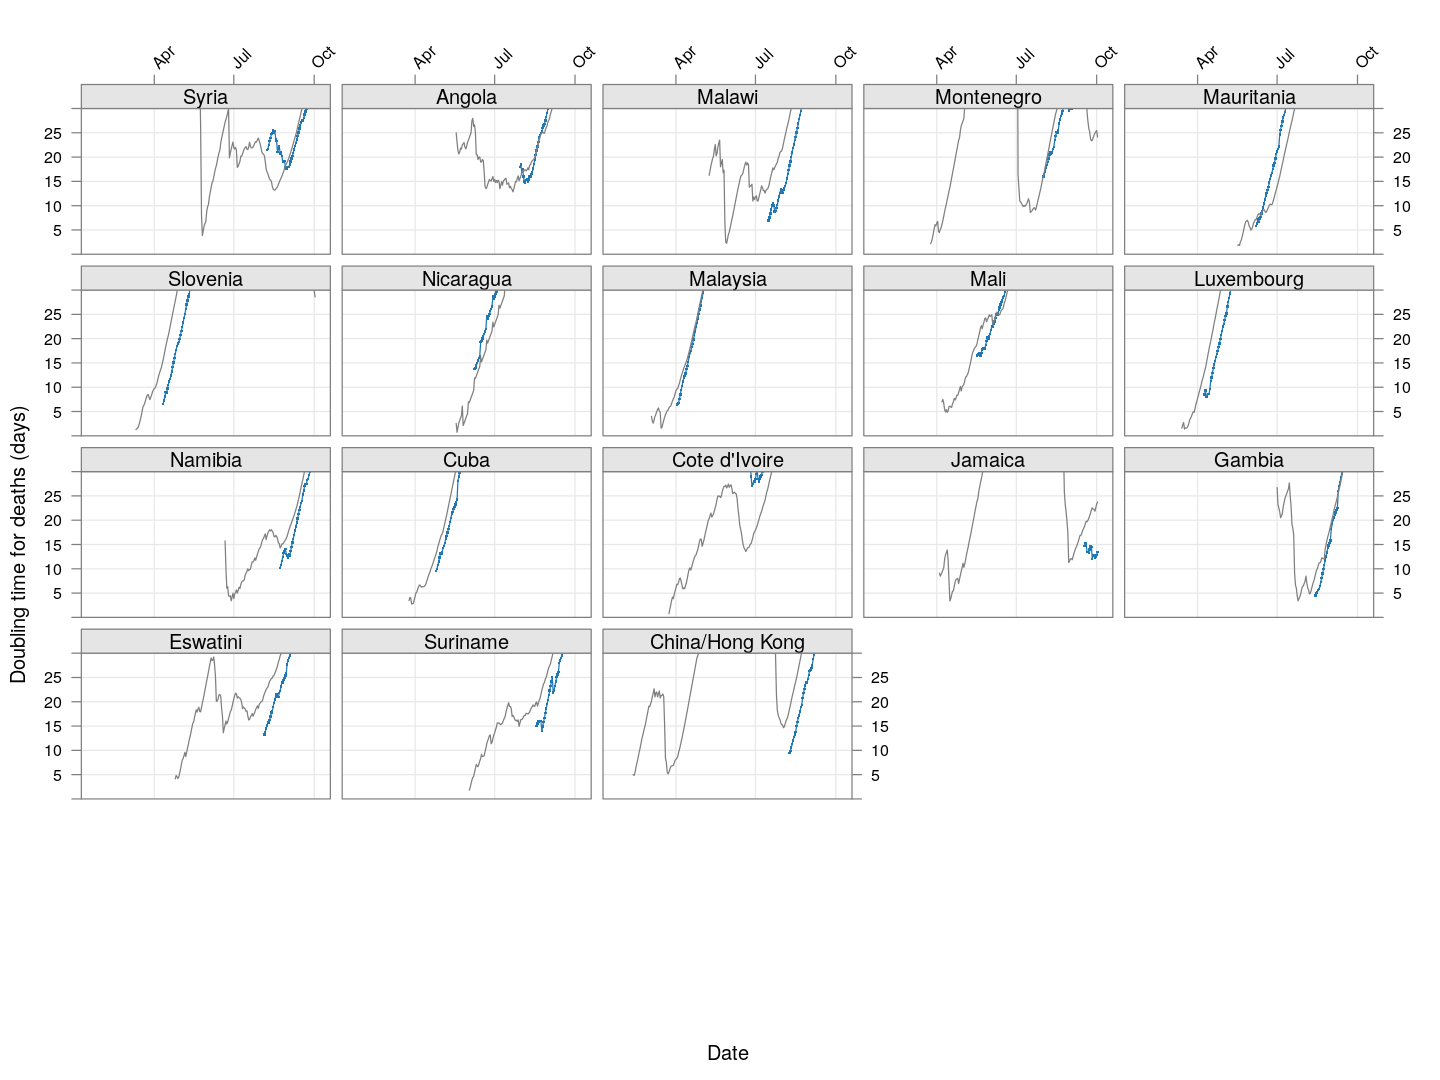 Apr Jul Oct Apr Jul Oct Apr Jul Oct Apr Jul Oct Apr Jul Oct
Syria Angola Malawi Montenegro Mauritania
25 25
20 20
15 15
10 10
5 5
Slovenia Nicaragua Malaysia Mali Luxembourg
25 25
20 20
15 15
10 10
5 5
Namibia Cuba Cote d'Ivoire Jamaica Gambia
25 25
20 20
15 15
10 10
5 5
Eswatini Suriname China/Hong Kong
25 25
20 20
15 15
10 10
5 5
Doubling time for deaths (days)
Date